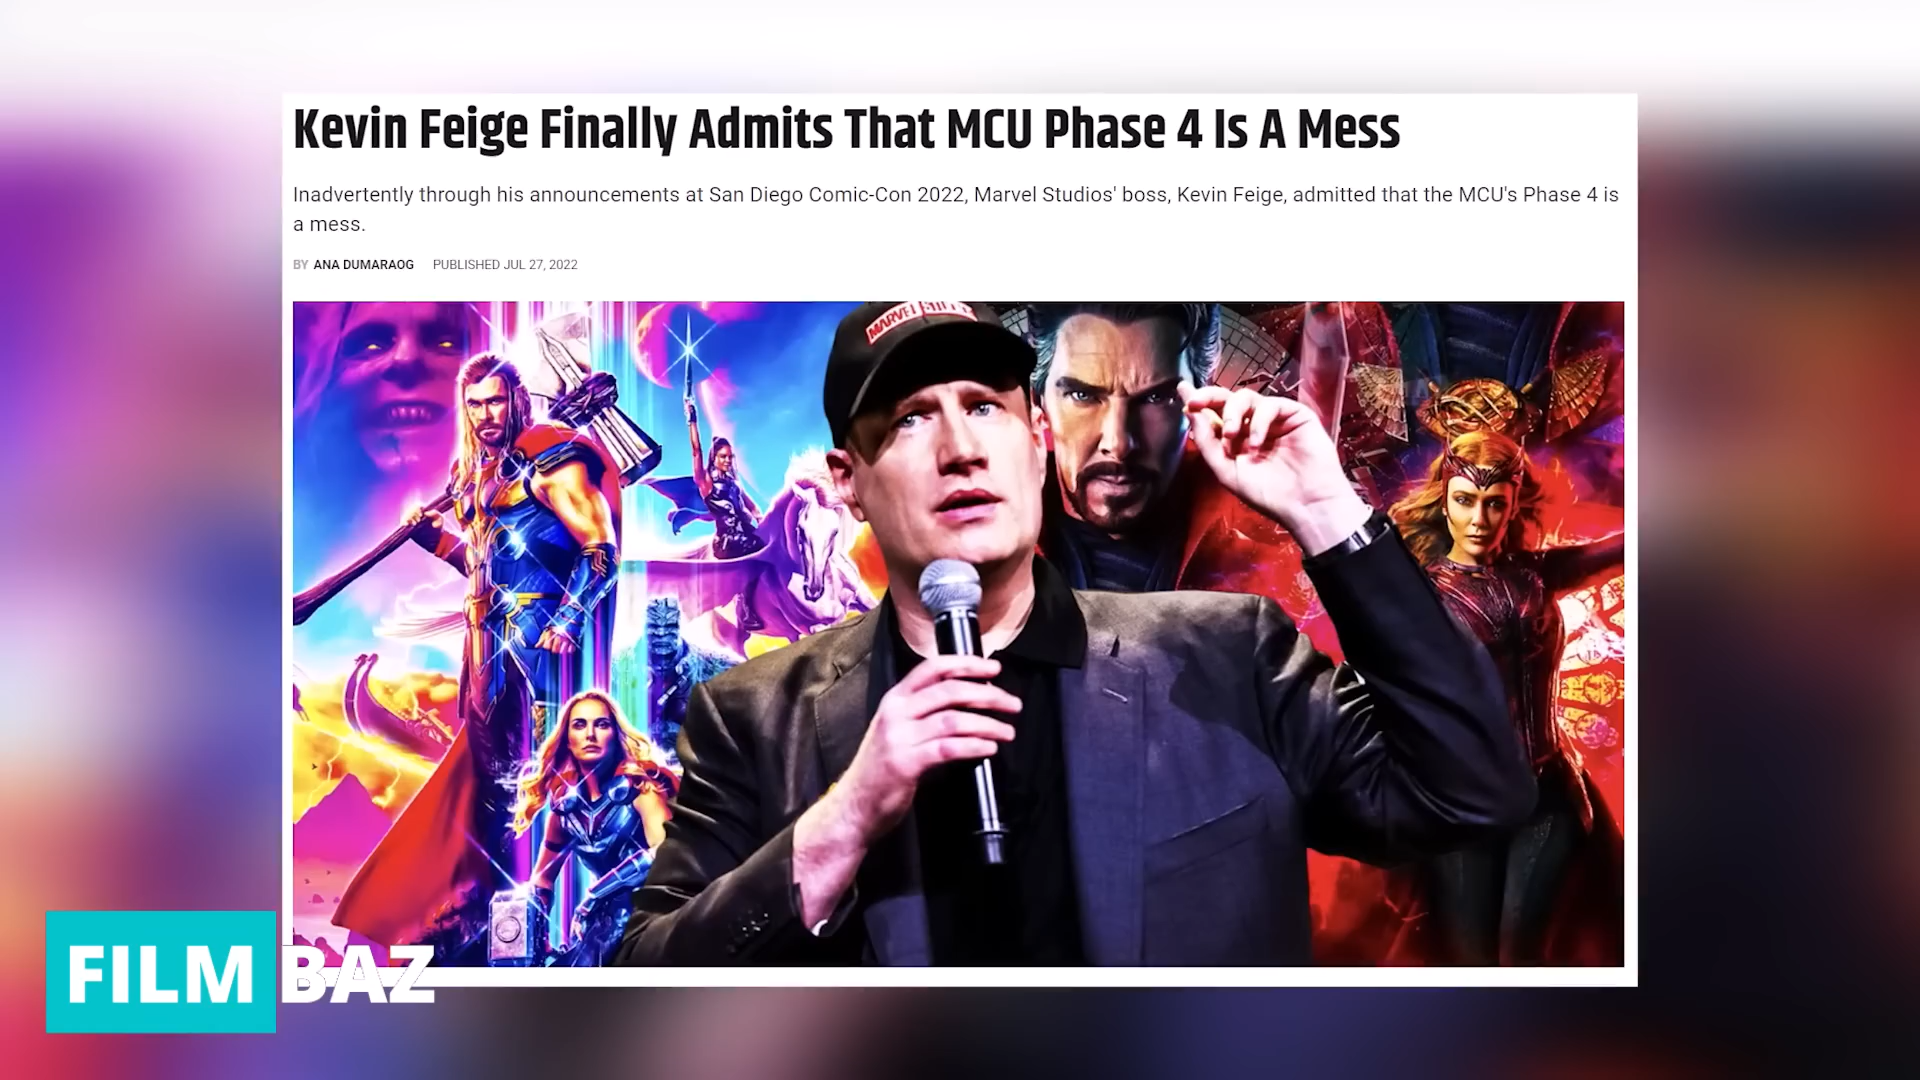 Kevin Feige Finally Admits That MCU Phase 4 Is A Mess
Inadvertently through his announcements at San Diego Comic-Con 2022, Marvel Studios' boss, Kevin Feige, admitted that the MCU's Phase 4 is
a mess.
BY ANA DUMARAOG PUBLISHED JUL 27, 2022
MARVEL
FILM BAZ